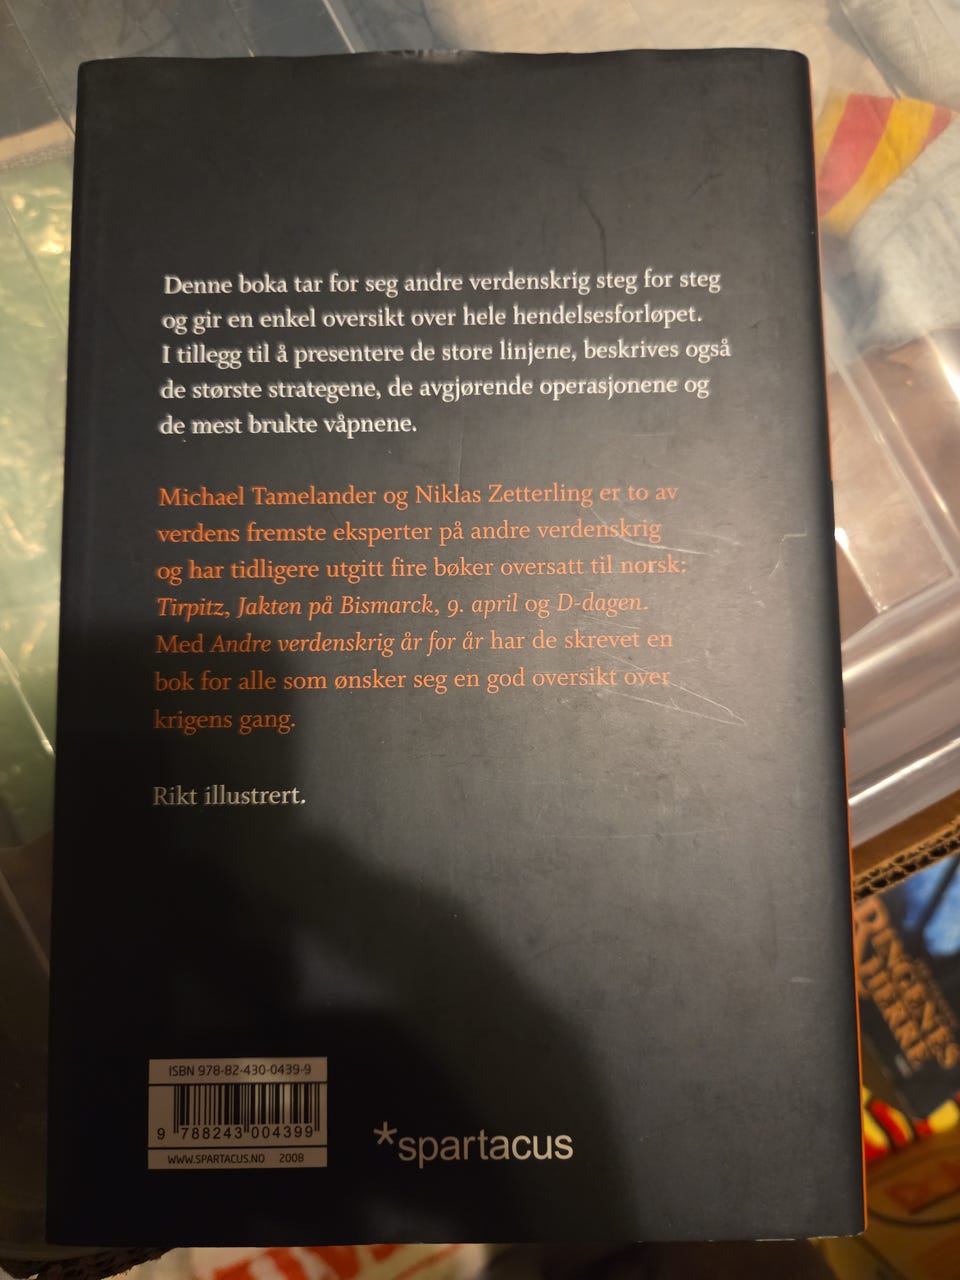 Denne boka tar for seg andre verdenskrig steg for steg
og gir en enkel oversikt over hele hendelsesforløpet.
I tillegg til å presentere de store linjene, beskrives også
de største strategene, de avgjørende operasjonene og
de mest brukte våpnene.
Michael Tamelander og Niklas Zetterling er to av
verdens fremste eksperter på andre verdenskrig
og har tidligere utgitt fire bøker oversatt til norsk:
Tirpitz, Jakten på Bismarck, 9. april og D-dagen.
Med Andre verdenskrig år for år har de skrevet en
bok for alle som ønsker seg en god oversikt over
krigens gang.
Rikt illustrert.
ISBN 978-82-430-0439-9
9 788243 004399
WWW.SPARTACUS.NO 2008
*spartacus
RINGENES
HERRE